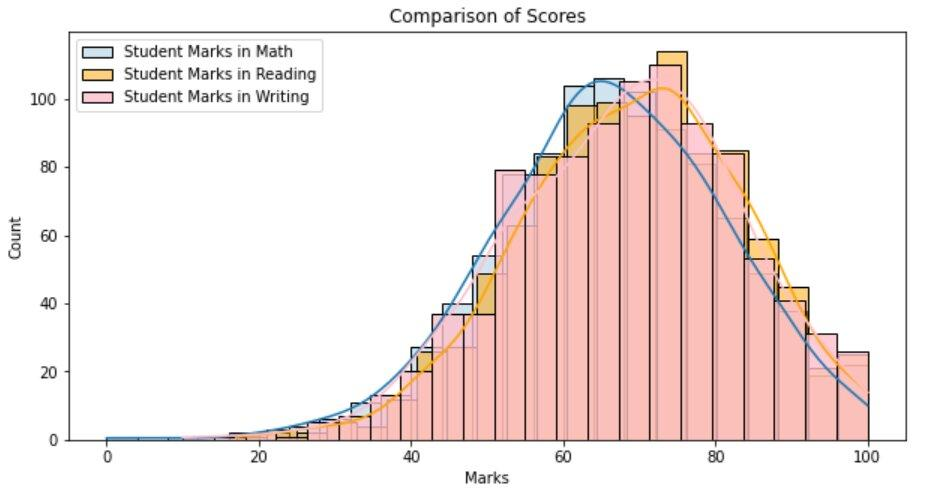 Comparison of Scores
Student Marks in Math
Student Marks in Reading
Student Marks in Writing
100
80
60
40
20
0
Count
0 20 40 60 80 100
Marks